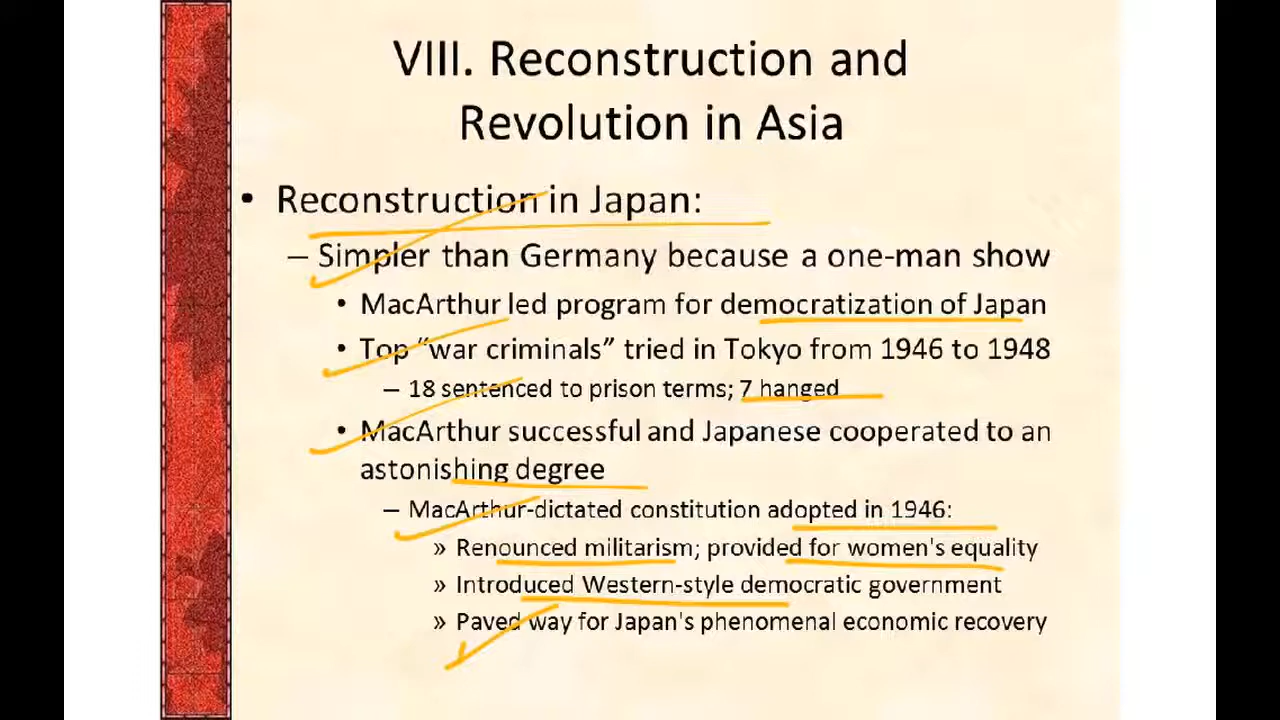 VIII. Reconstruction and
Revolution in Asia
• Reconstruction in Japan:
– Simpler than Germany because a one-man show
• MacArthur led program for democratization of Japan
• Top “war criminals” tried in Tokyo from 1946 to 1948
– 18 sentenced to prison terms; 7 hanged
• MacArthur successful and Japanese cooperated to an
astonishing degree
– MacArthur-dictated constitution adopted in 1946:
» Renounced militarism; provided for women's equality
» Introduced Western-style democratic government
» Paved way for Japan's phenomenal economic recovery